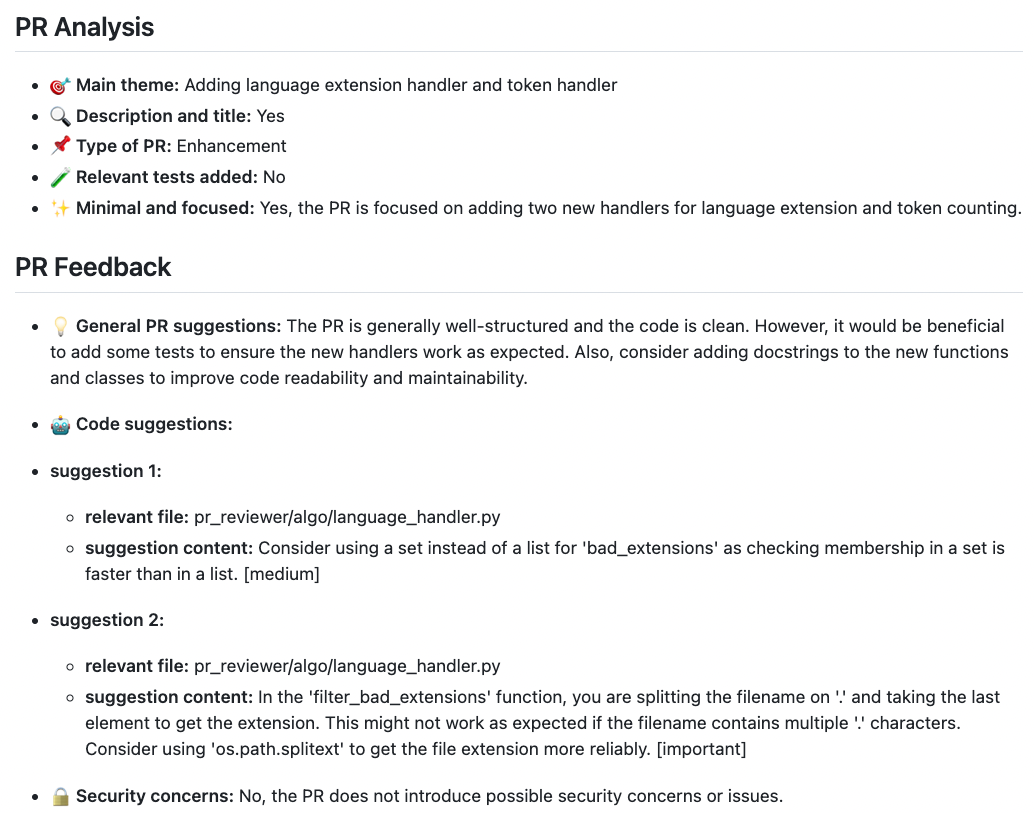 PR Analysis
🎯 Main theme: Adding language extension handler and token handler
🔍 Description and title: Yes
📌 Type of PR: Enhancement
🧪 Relevant tests added: No
✨ Minimal and focused: Yes, the PR is focused on adding two new handlers for language extension and token counting.
PR Feedback
💡 General PR suggestions: The PR is generally well-structured and the code is clean. However, it would be beneficial
to add some tests to ensure the new handlers work as expected. Also, consider adding docstrings to the new functions
and classes to improve code readability and maintainability.
🤖 Code suggestions:
suggestion 1:
relevant file: pr_reviewer/algo/language_handler.py
suggestion content: Consider using a set instead of a list for 'bad_extensions' as checking membership in a set is
faster than in a list. [medium]
suggestion 2:
relevant file: pr_reviewer/algo/language_handler.py
suggestion content: In the 'filter_bad_extensions' function, you are splitting the filename on '.' and taking the last
element to get the extension. This might not work as expected if the filename contains multiple '.' characters.
Consider using 'os.path.splitext' to get the file extension more reliably. [important]
🔒 Security concerns: No, the PR does not introduce possible security concerns or issues.